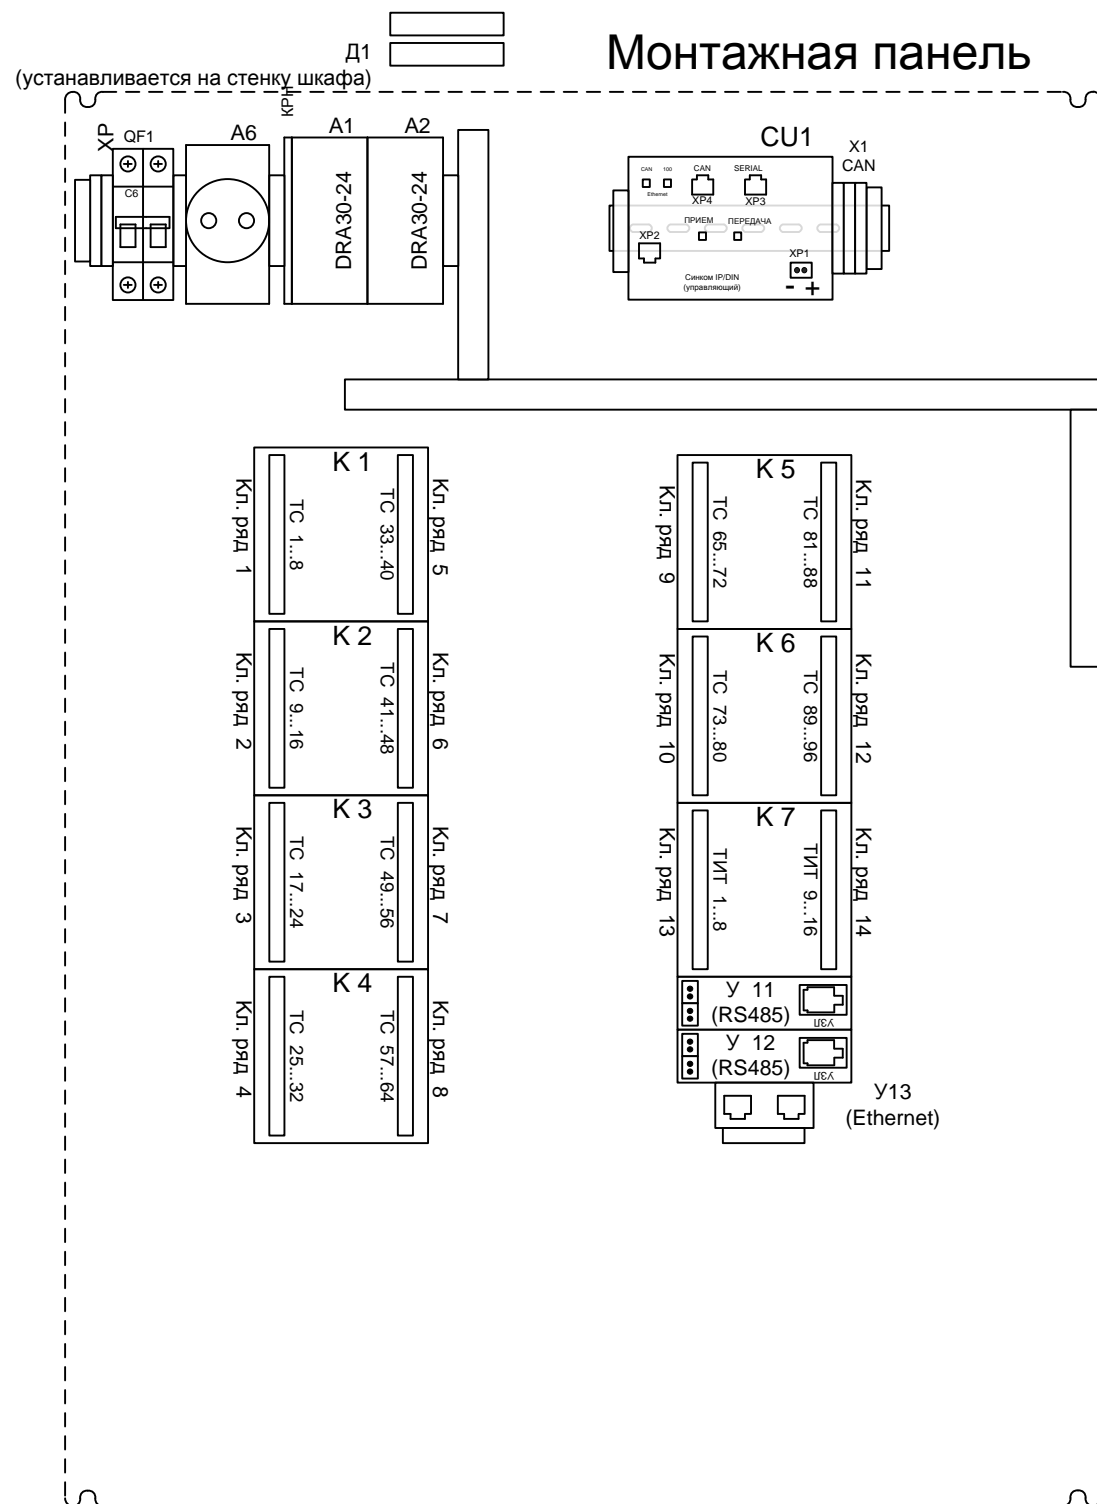 Монтажная панель
Д1
(устанавливается на стенку шкафа)
КРН
ХР
QF1
C6
A6
A1
A2
DRA30-24
DRA30-24
CU1
X1
CAN
CAN
100
Ethernet
CAN
XP4
SERIAL
XP3
ПРИЕМ
ПЕРЕДАЧА
XP2
XP1
- +
Синком IP/DIN
(управляющий)
К 1
Кл. ряд 1
ТС 1...8
ТС 33...40
Кл. ряд 5
К 2
Кл. ряд 2
ТС 9...16
ТС 41...48
Кл. ряд 6
К 3
Кл. ряд 3
ТС 17...24
ТС 49...56
Кл. ряд 7
К 4
Кл. ряд 4
ТС 25...32
ТС 57...64
Кл. ряд 8
К 5
Кл. ряд 9
ТС 65...72
ТС 81...88
Кл. ряд 11
К 6
Кл. ряд 10
ТС 73...80
ТС 89...96
Кл. ряд 12
К 7
Кл. ряд 13
ТИТ 1...8
ТИТ 9...16
Кл. ряд 14
У 11
(RS485)
УЗЛ
У 12
(RS485)
УЗЛ
У13
(Ethernet)